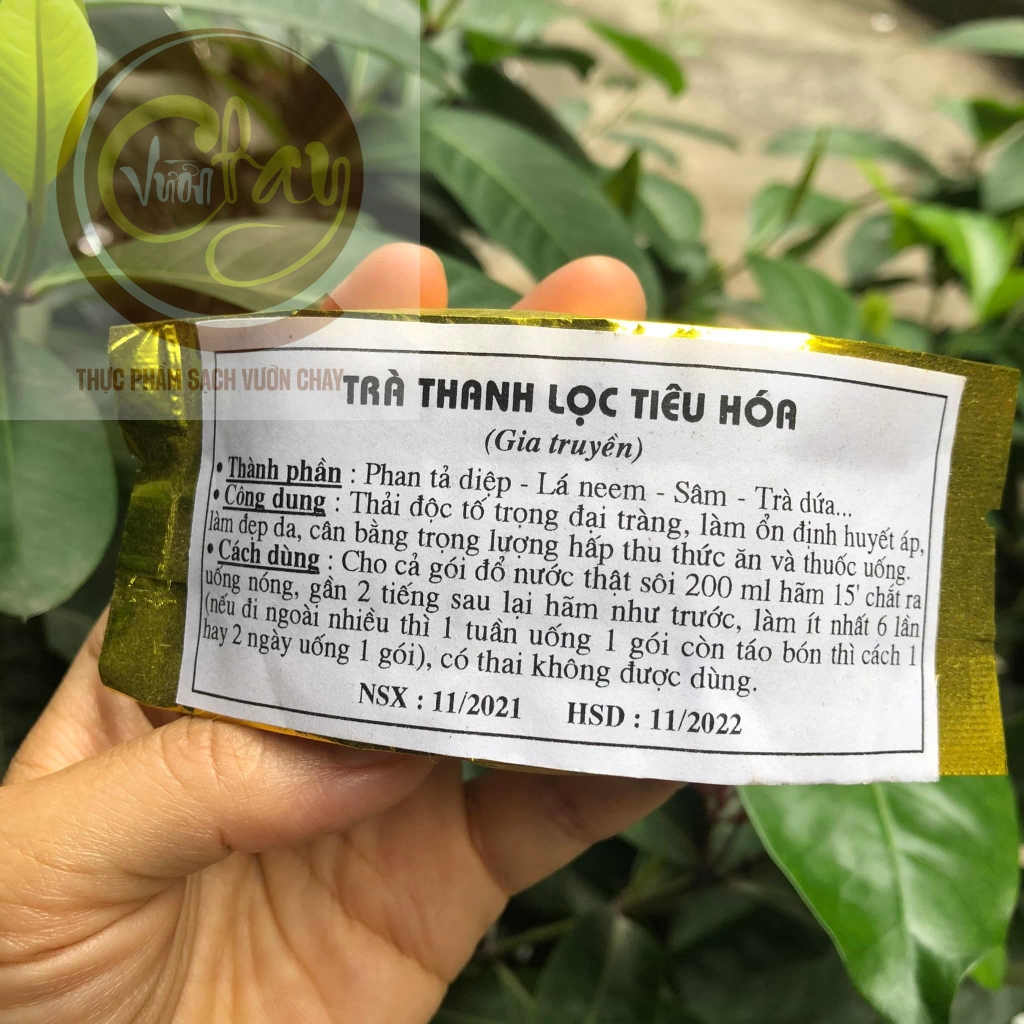 Vườn Chay
THỰC PHẨM SẠCH VƯỜN CHAY
TRÀ THANH LỌC TIÊU HÓA
(Gia truyền)
• Thành phần : Phan tả diệp - Lá neem - Sâm - Trà dứa...
• Công dụng : Thải độc tố trọng đại tràng, làm ổn định huyết áp,
làm đẹp da, cân bằng trọng lượng hấp thu thức ăn và thuốc uống.
• Cách dùng : Cho cả gói đổ nước thật sôi 200 ml hãm 15' chắt ra
uống nóng, gần 2 tiếng sau lại hãm như trước, làm ít nhất 6 lần
(nếu đi ngoài nhiều thì 1 tuần uống 1 gói còn táo bón thì cách 1
hay 2 ngày uống 1 gói), có thai không được dùng.
NSX : 11/2021 HSD : 11/2022